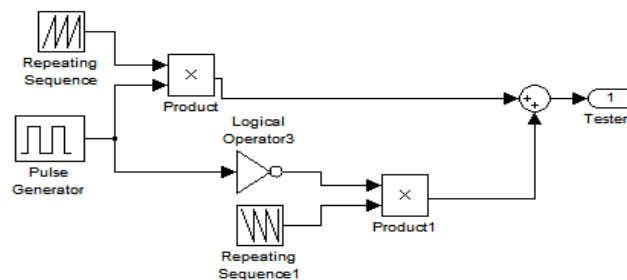 Repeating
Sequence
×
Product
Pulse
Generator
Logical
Operator3
+
+
1
Tester
×
Product1
Repeating
Sequence1